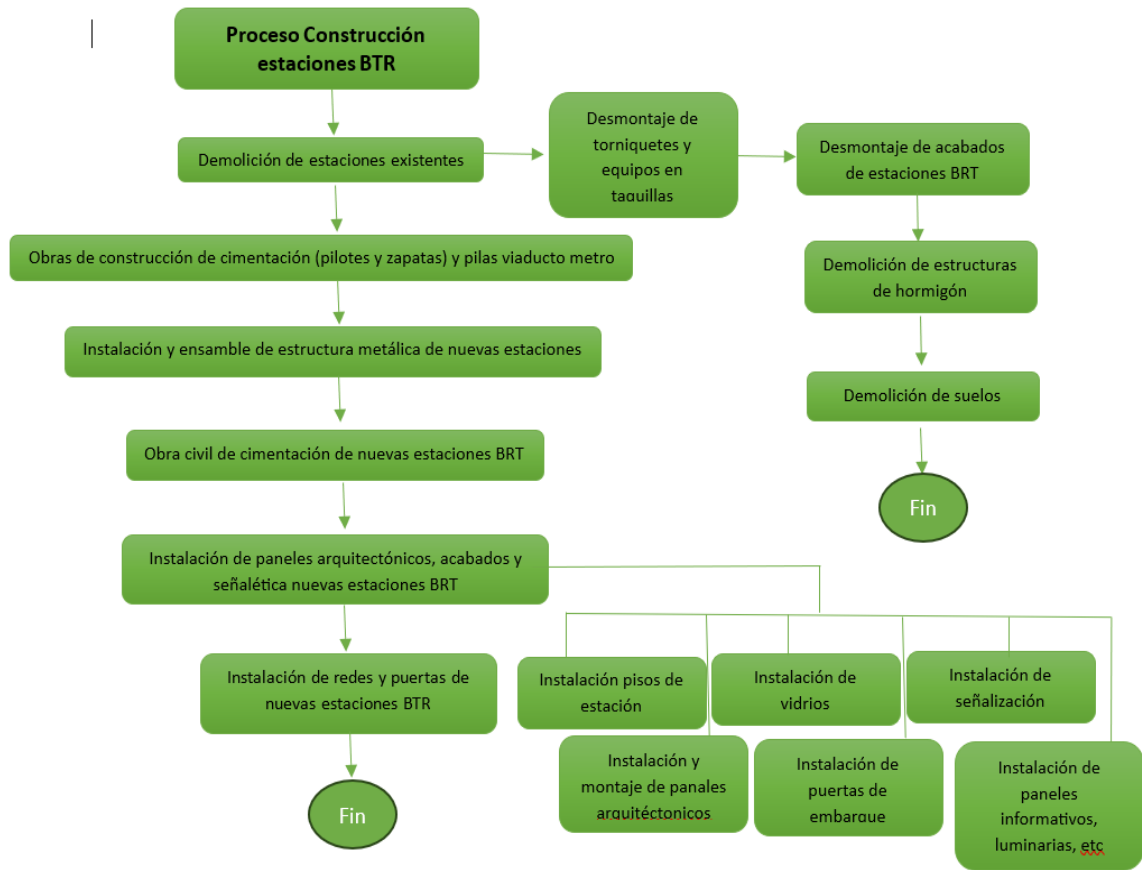 Proceso Construcción
estaciones BTR
Demolición de estaciones existentes
Desmontaje de
torniquetes y
equipos en
taquillas
Desmontaje de acabados
de estaciones BRT
Obras de construcción de cimentación (pilotes y zapatas) y pilas viaducto metro
Demolición de estructuras
de hormigón
Instalación y ensamble de estructura metálica de nuevas estaciones
Demolición de suelos
Obra civil de cimentación de nuevas estaciones BRT
Fin
Instalación de paneles arquitectónicos, acabados y
señalética nuevas estaciones BRT
Instalación de redes y puertas de
nuevas estaciones BTR
Instalación pisos de
estación
Instalación de
vidrios
Instalación de
señalización
Instalación y
montaje de panales
arquitéctonicos
Instalación de
puertas de
embarque
Instalación de
paneles
informativos,
luminarias, etc
Fin